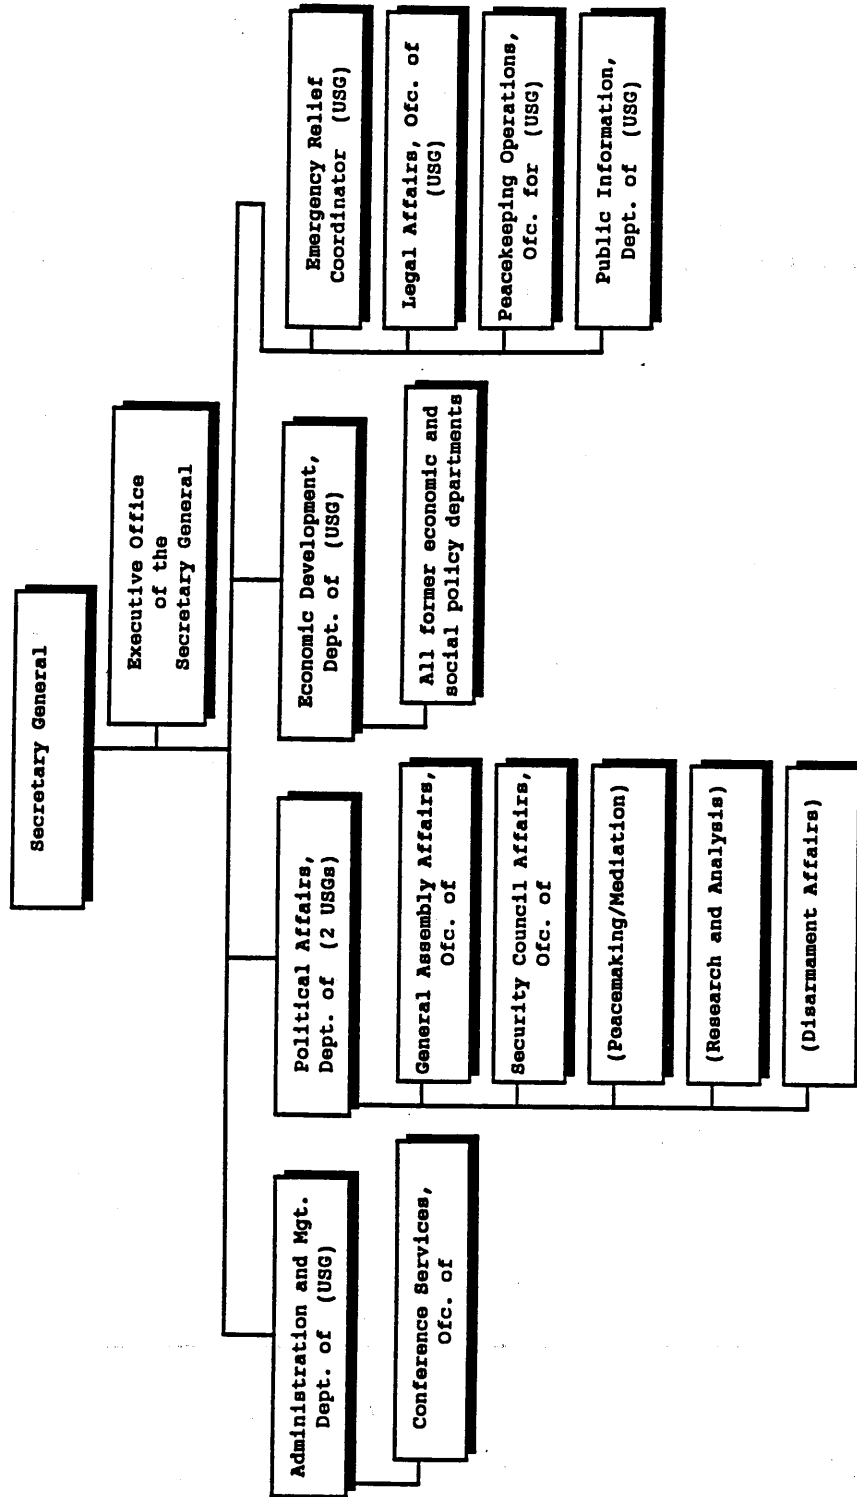 Secretary General
Executive Office
of the
Secretary General
Administration and Mgt.
Dept. of (USG)
Conference Services,
Ofc. of
Political Affairs,
Dept. of (2 USGs)
General Assembly Affairs,
Ofc. of
Security Council Affairs,
Ofc. of
(Peacemaking/Mediation)
(Research and Analysis)
(Disarmament Affairs)
Economic Development,
Dept. of (USG)
All former economic and
social policy departments
Emergency Relief
Coordinator (USG)
Legal Affairs, Ofc. of
(USG)
Peacekeeping Operations,
Ofc. for (USG)
Public Information,
Dept. of (USG)